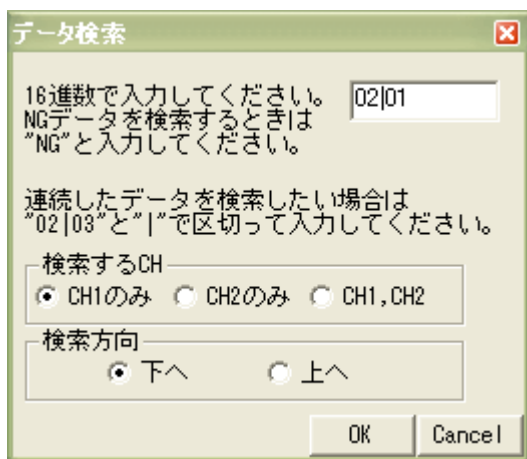 データ検索
16進数で入力してください。
02|01
NGデータを検索するときは
"NG"と入力してください。
連続したデータを検索したい場合は
"02|03"と"|"で区切って入力してください。
検索するCH
CH1のみ CH2のみ CH1,CH2
検索方向
下へ 上へ
OK Cancel